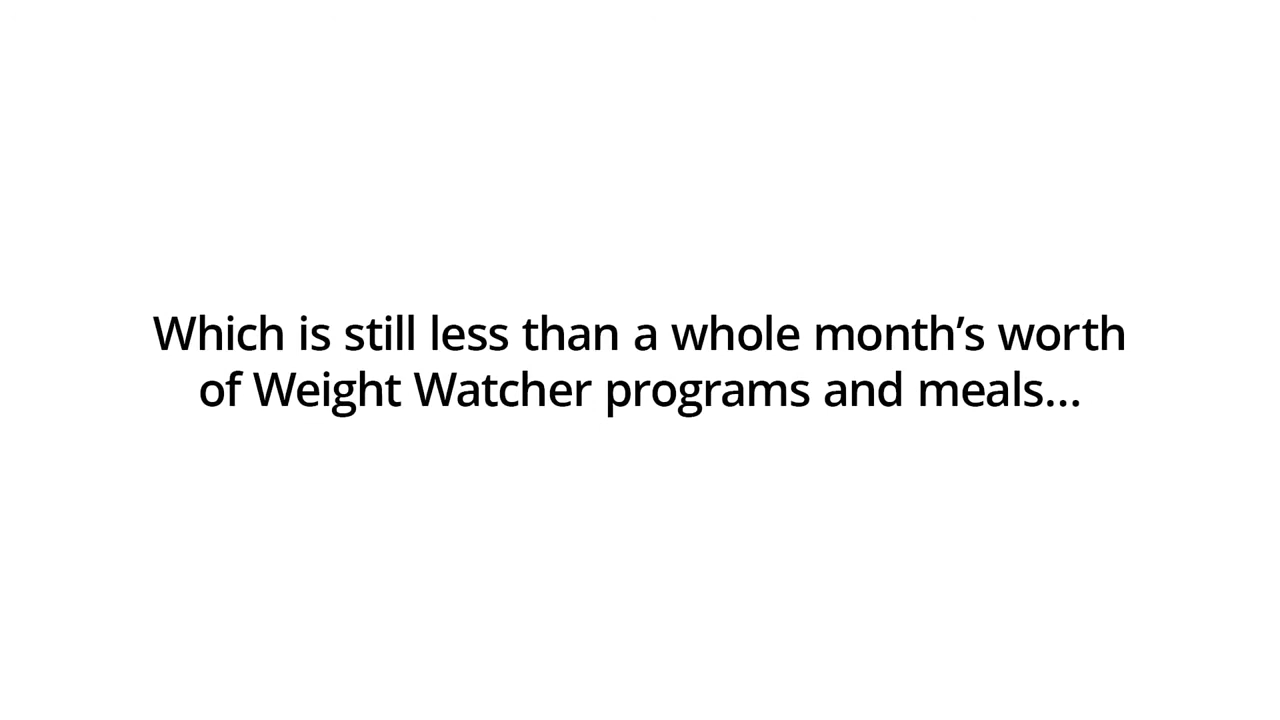 Which is still less than a whole month’s worth
of Weight Watcher programs and meals...